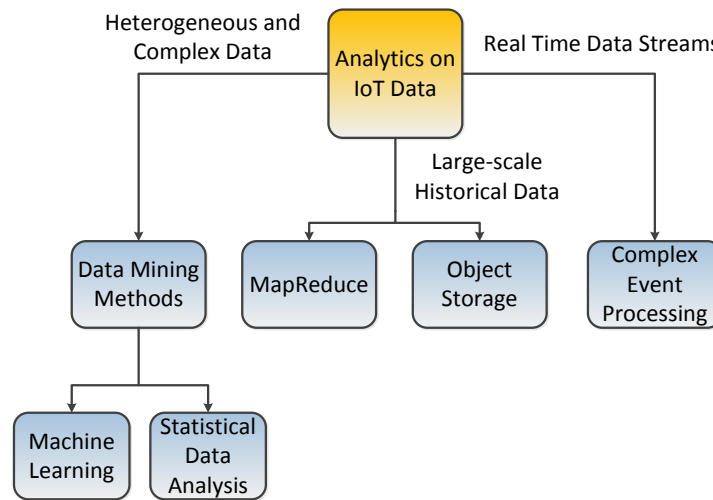 Heterogeneous and
Complex Data
Analytics on
IoT Data
Real Time Data Streams
Large-scale
Historical Data
Data Mining
Methods
MapReduce
Object
Storage
Complex
Event
Processing
Machine
Learning
Statistical
Data
Analysis